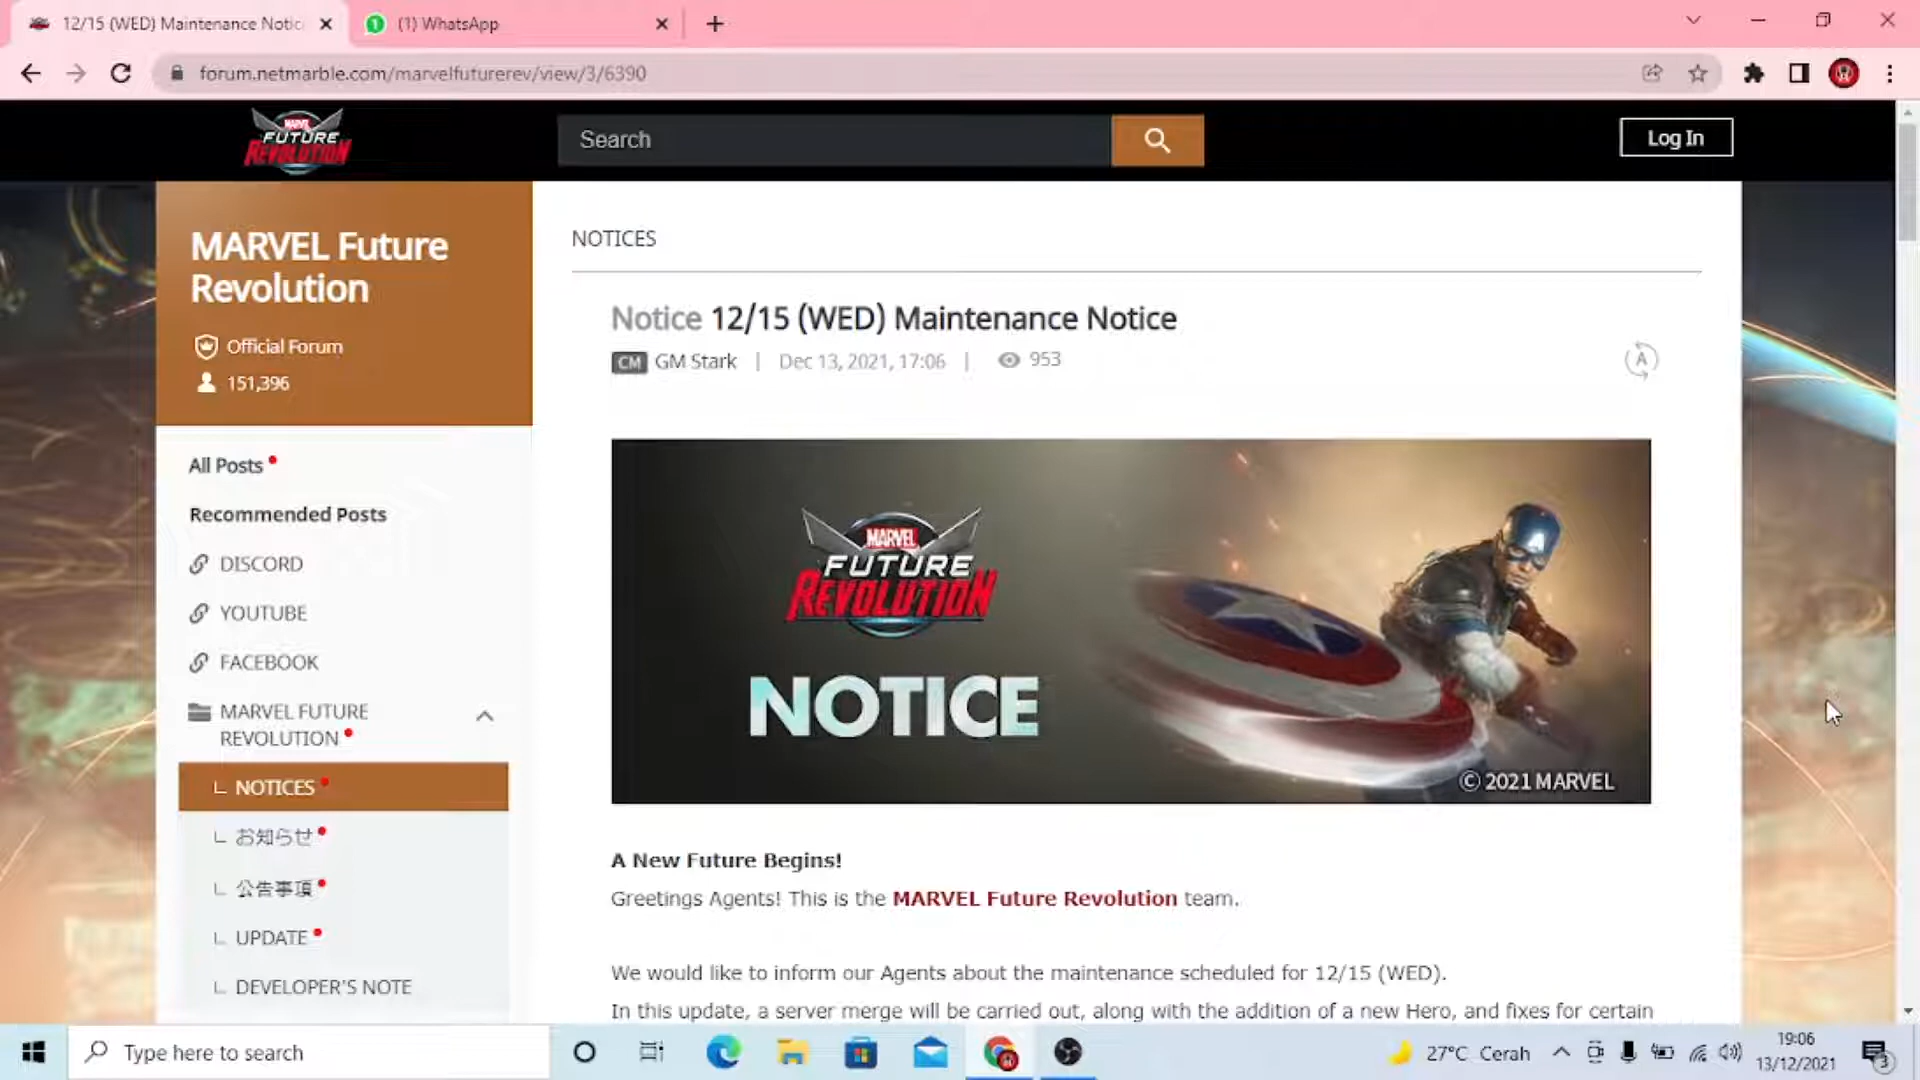 12/15 (WED) Maintenance Notic
(1) WhatsApp
forum.netmarble.com/marvelfuturerev/view/3/6390
MARVEL
FUTURE
REVOLUTION
Search
Log In
MARVEL Future
Revolution
Official Forum
151,396
All Posts
Recommended Posts
DISCORD
YOUTUBE
FACEBOOK
MARVEL FUTURE
REVOLUTION
NOTICES
お知らせ
公告事項
UPDATE
DEVELOPER'S NOTE
NOTICES
Notice 12/15 (WED) Maintenance Notice
CM GM Stark | Dec 13, 2021, 17:06 | 953
A
MARVEL
FUTURE
REVOLUTION
NOTICE
© 2021 MARVEL
A New Future Begins!
Greetings Agents! This is the MARVEL Future Revolution team.
We would like to inform our Agents about the maintenance scheduled for 12/15 (WED).
In this update, a server merge will be carried out, along with the addition of a new Hero, and fixes for certain
Type here to search
27°C Cerah
19:06
13/12/2021
3